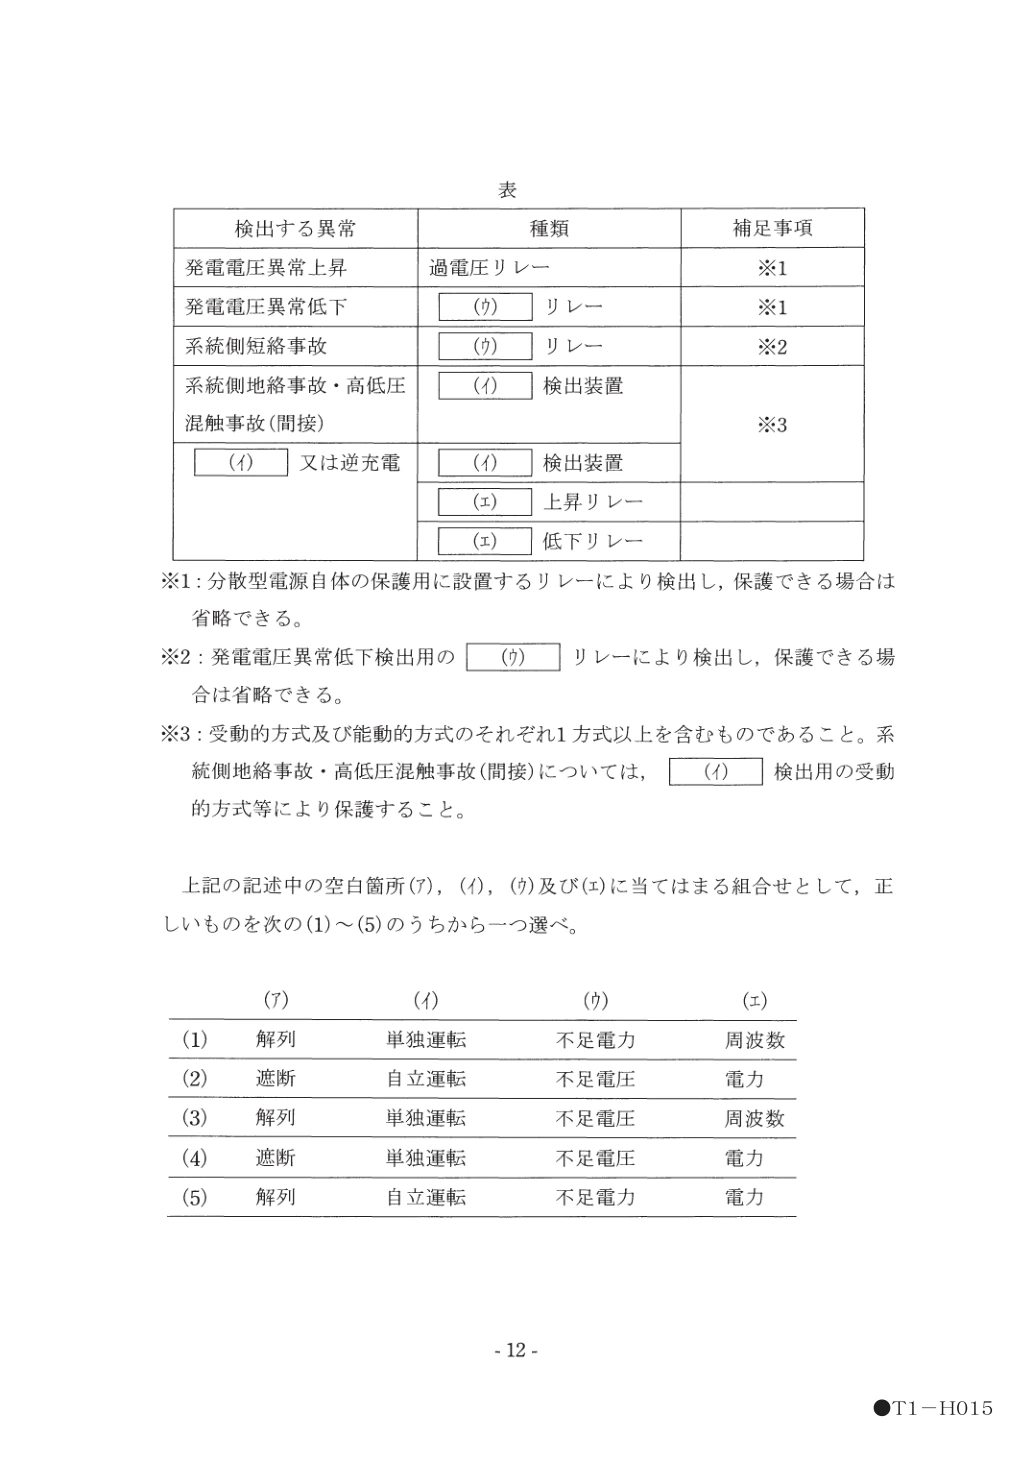 表
検出する異常 種類 補足事項
発電電圧異常上昇 過電圧リレー ※1
発電電圧異常低下 (ウ) リレー ※1
系統側短絡事故 (ウ) リレー ※2
系統側地絡事故・高低圧 (イ) 検出装置
混触事故(間接) ※3
(イ) 又は逆充電 (イ) 検出装置
(エ) 上昇リレー
(エ) 低下リレー
※1:分散型電源自体の保護用に設置するリレーにより検出し,保護できる場合は
省略できる。
※2:発電電圧異常低下検出用の (ウ) リレーにより検出し,保護できる場
合は省略できる。
※3:受動的方式及び能動的方式のそれぞれ1方式以上を含むものであること。系
統側地絡事故・高低圧混触事故(間接)については, (イ) 検出用の受動
的方式等により保護すること。
上記の記述中の空白箇所(ア),(イ),(ウ)及び(エ)に当てはまる組合せとして,正
しいものを次の(1)~(5)のうちから一つ選べ。
(ア) (イ) (ウ) (エ)
(1) 解列 単独運転 不足電力 周波数
(2) 遮断 自立運転 不足電圧 電力
(3) 解列 単独運転 不足電圧 周波数
(4) 遮断 単独運転 不足電圧 電力
(5) 解列 自立運転 不足電力 電力
- 12 -
●T1-H015